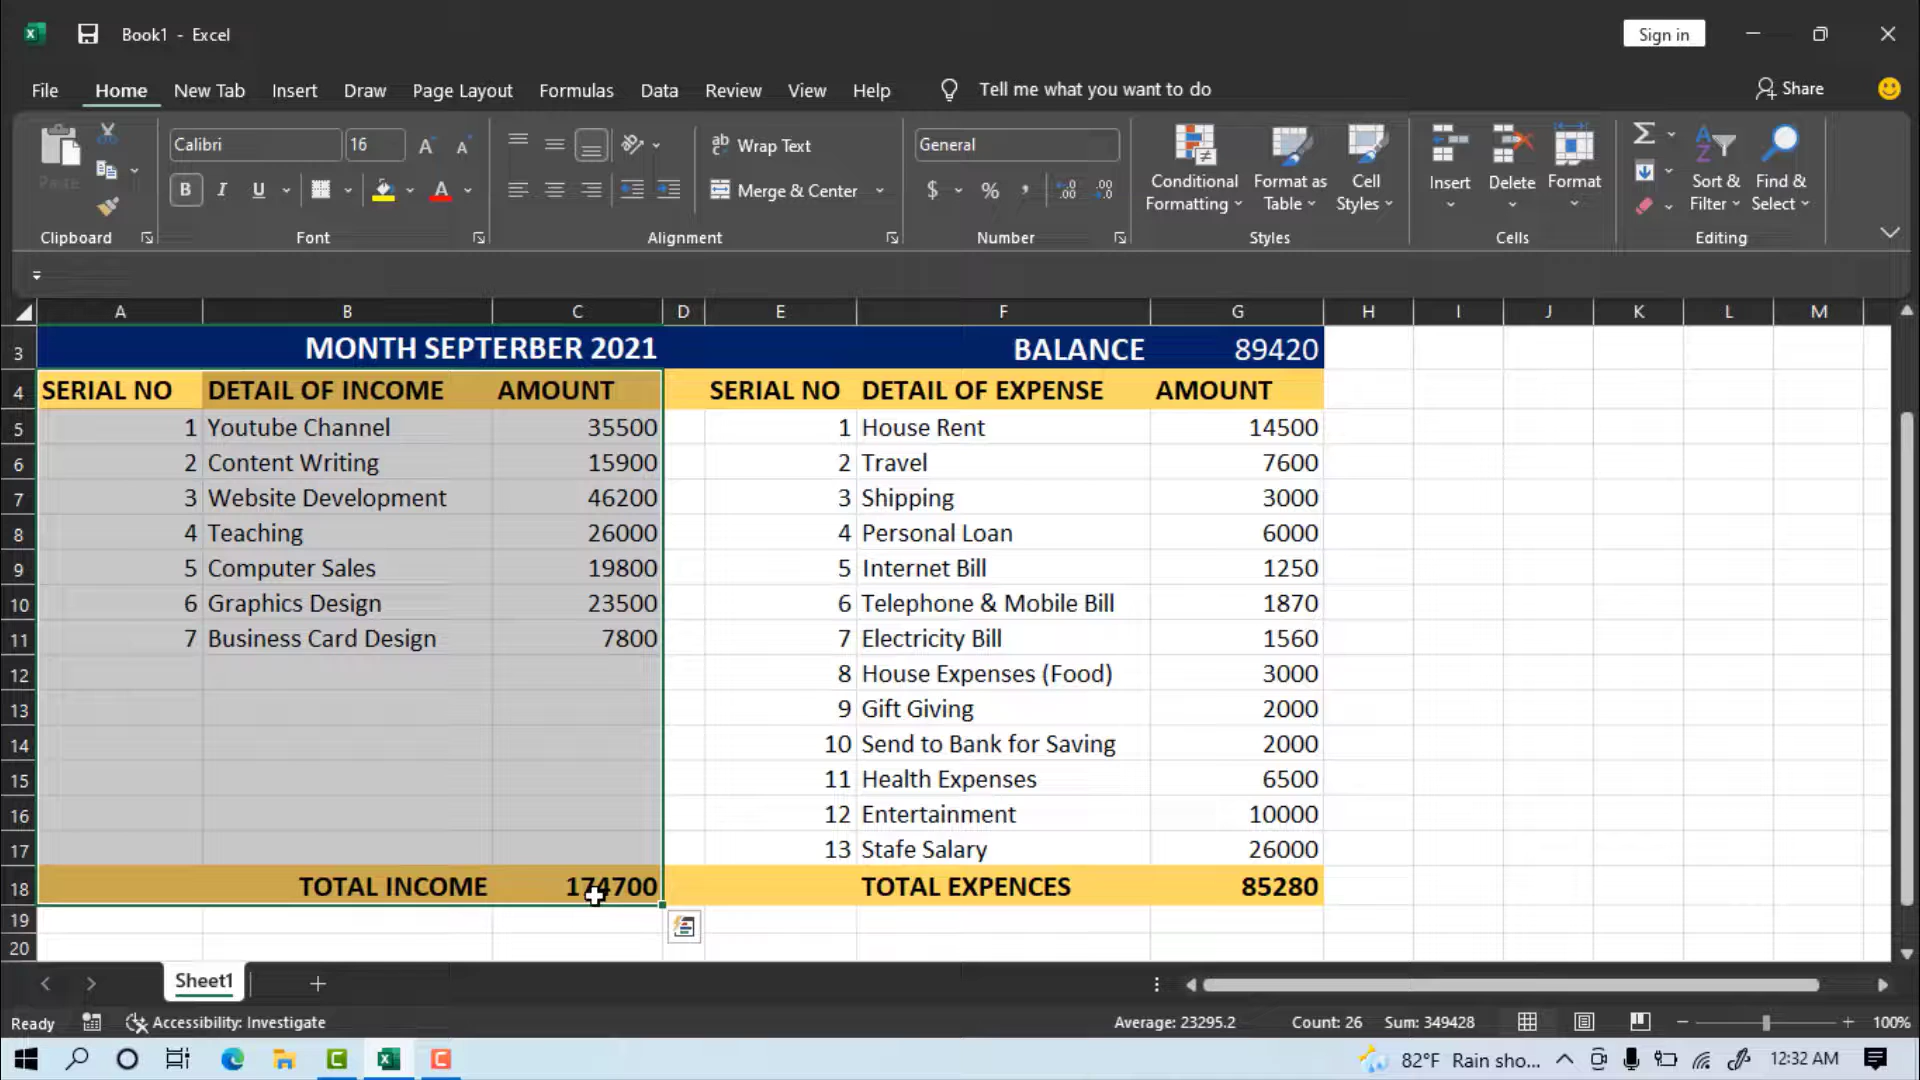 Book1 - Excel
Sign in
File Home New Tab Insert Draw Page Layout Formulas Data Review View Help Tell me what you want to do Share
Paste
Calibri 16
Wrap Text
Merge & Center
General
Conditional Formatting
Format as Table
Cell Styles
Insert
Delete
Format
Sort & Filter
Find & Select
Clipboard Font Alignment Number Styles Cells Editing
A B C D E F G H I J K L M
3 MONTH SEPTERBER 2021 BALANCE 89420
4 SERIAL NO DETAIL OF INCOME AMOUNT SERIAL NO DETAIL OF EXPENSE AMOUNT
5 1 Youtube Channel 35500 1 House Rent 14500
6 2 Content Writing 15900 2 Travel 7600
7 3 Website Development 46200 3 Shipping 3000
8 4 Teaching 26000 4 Personal Loan 6000
9 5 Computer Sales 19800 5 Internet Bill 1250
10 6 Graphics Design 23500 6 Telephone & Mobile Bill 1870
11 7 Business Card Design 7800 7 Electricity Bill 1560
12 8 House Expenses (Food) 3000
13 9 Gift Giving 2000
14 10 Send to Bank for Saving 2000
15 11 Health Expenses 6500
16 12 Entertainment 10000
17 13 Stafe Salary 26000
18 TOTAL INCOME 174700 TOTAL EXPENCES 85280
19
20
Sheet1
Ready Accessibility: Investigate Average: 23295.2 Count: 26 Sum: 349428 100%
82°F Rain sho... 12:32 AM